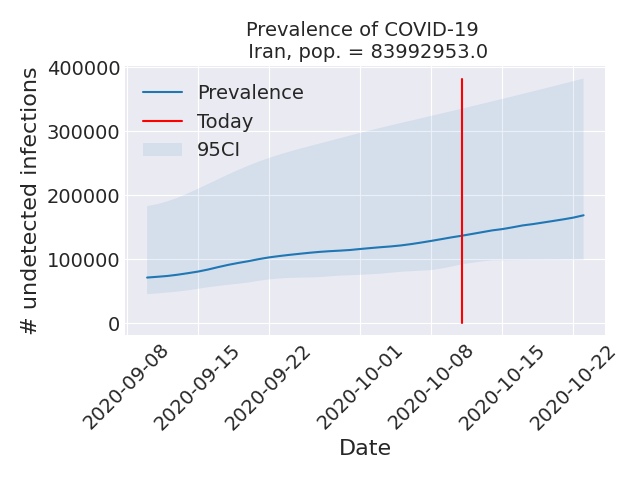 Prevalence of COVID-19
Iran, pop. = 83992953.0
# undetected infections
400000
300000
200000
100000
0
Prevalence
Today
95CI
2020-09-08
2020-09-15
2020-09-22
2020-10-01
2020-10-08
2020-10-15
2020-10-22
Date